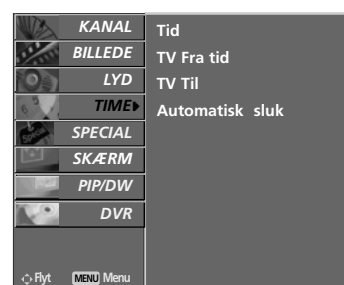 KANAL
BILLEDE
LYD
TIME
SPECIAL
SKÆRM
PIP/DW
DVR
Flyt MENU Menu
Tid
TV Fra tid
TV Til
Automatisk sluk